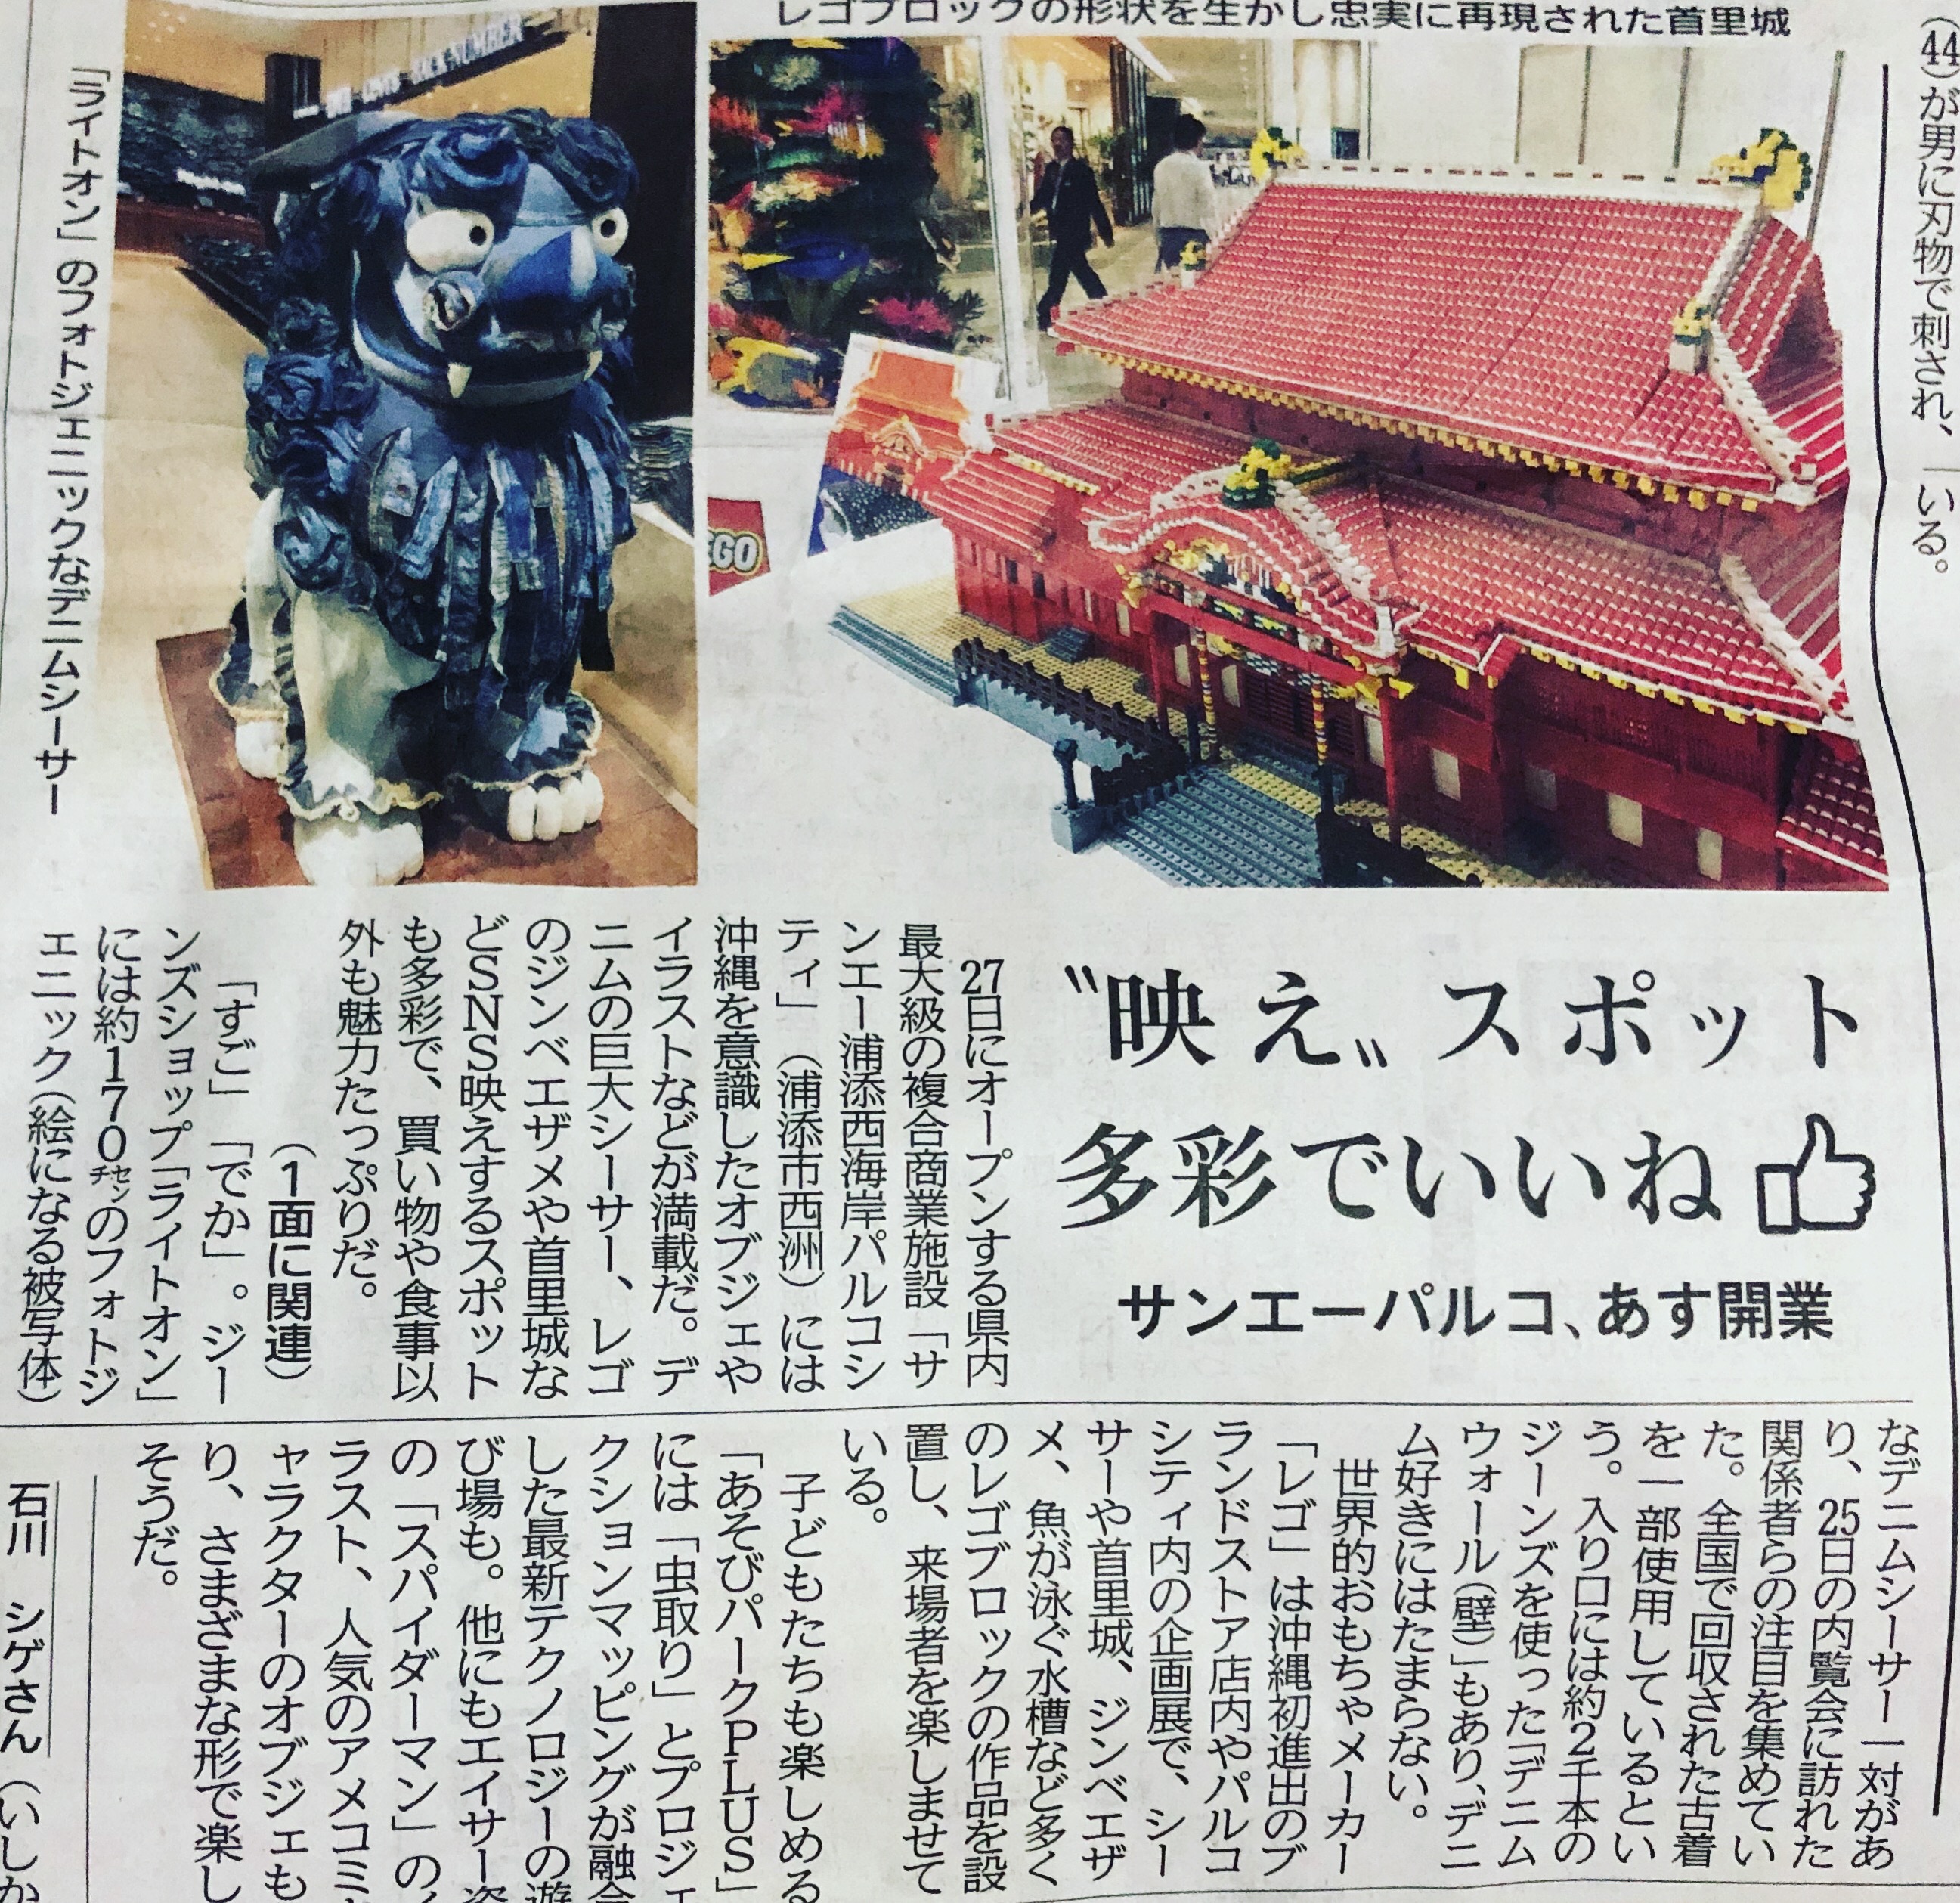 レゴブロックの形状を生かし忠実に再現された首里城
「ライトオン」のフォトジェニックなデニムシーサー
BACK NUMBER
LEGO
(44)が男に刃物で刺され、
いる。
〝映え〟スポット
多彩でいいね
サンエーパルコ、あす開業
27日にオープンする県内
最大級の複合商業施設「サ
ンエー浦添西海岸パルコシ
ティ」（浦添市西洲）には
沖縄を意識したオブジェや
イラストなどが満載だ。デ
ニムの巨大シーサー、レゴ
のジンベエザメや首里城な
どSNS映えするスポット
も多彩で、買い物や食事以
外も魅力たっぷりだ。
（1面に関連）
「すご」「でか」。ジー
ンズショップ「ライトオン」
には約170センチのフォトジ
ェニック（絵になる被写体）
なデニムシーサー一対があ
り、25日の内覧会に訪れた
関係者らの注目を集めてい
た。全国で回収された古着
を一部使用しているとい
う。入り口には約2千本の
ジーンズを使った「デニム
ウォール（壁）」もあり、デニ
ム好きにはたまらない。
世界的おもちゃメーカー
「レゴ」は沖縄初進出のブ
ランドストア店内やパルコ
シティ内の企画展で、シー
サーや首里城、ジンベエザ
メ、魚が泳ぐ水槽など多く
のレゴブロックの作品を設
置し、来場者を楽しませて
いる。
子どもたちも楽しめる
「あそびパークPLUS」
には「虫取り」とプロジェ
クションマッピングが融合
した最新テクノロジーの遊
び場も。他にもエイサー姿
の「スパイダーマン」のイ
ラスト、人気のアメコミ
ャラクターのオブジェも
り、さまざまな形で楽し
そうだ。
石川　シゲさん（いしか